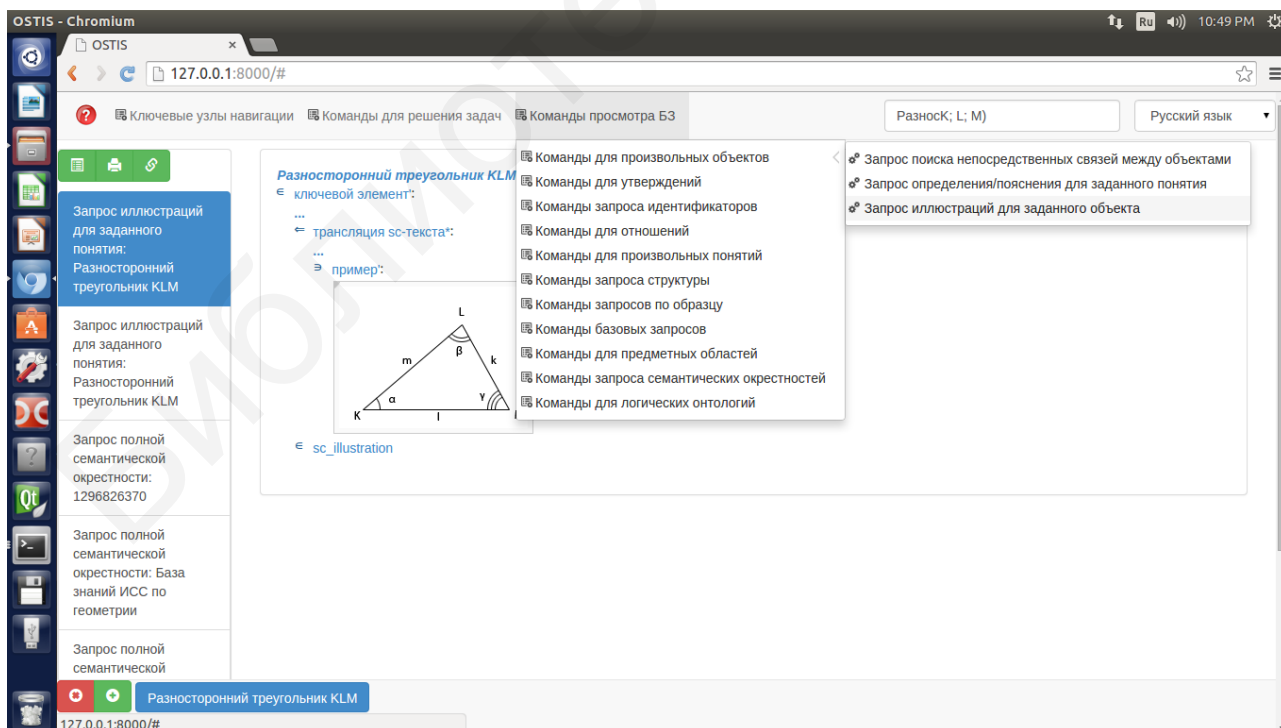 OSTIS - Chromium
Ru
10:49 PM
OSTIS ×
127.0.0.1:8000/#
Ключевые узлы навигации
Команды для решения задач
Команды просмотра БЗ
РазносK; L; M)
Русский язык
Запрос иллюстраций
для заданного
понятия:
Разносторонний
треугольник KLM
Запрос иллюстраций
для заданного
понятия:
Разносторонний
треугольник KLM
Запрос полной
семантической
окрестности:
1296826370
Запрос полной
семантической
окрестности: База
знаний ИСС по
геометрии
Запрос полной
семантической
Разносторонний треугольник KLM
∈ ключевой элемент':
...
⇐ трансляция sc-текста*:
...
∋ пример':
L
β
m
k
α
γ
K
l
∈ sc_illustration
Команды для произвольных объектов
Команды для утверждений
Команды запроса идентификаторов
Команды для отношений
Команды для произвольных понятий
Команды запроса структуры
Команды запросов по образцу
Команды базовых запросов
Команды для предметных областей
Команды запроса семантических окрестностей
Команды для логических онтологий
Запрос поиска непосредственных связей между объектами
Запрос определения/пояснения для заданного понятия
Запрос иллюстраций для заданного объекта
Разносторонний треугольник KLM
127.0.0.1:8000/#
Библиоте